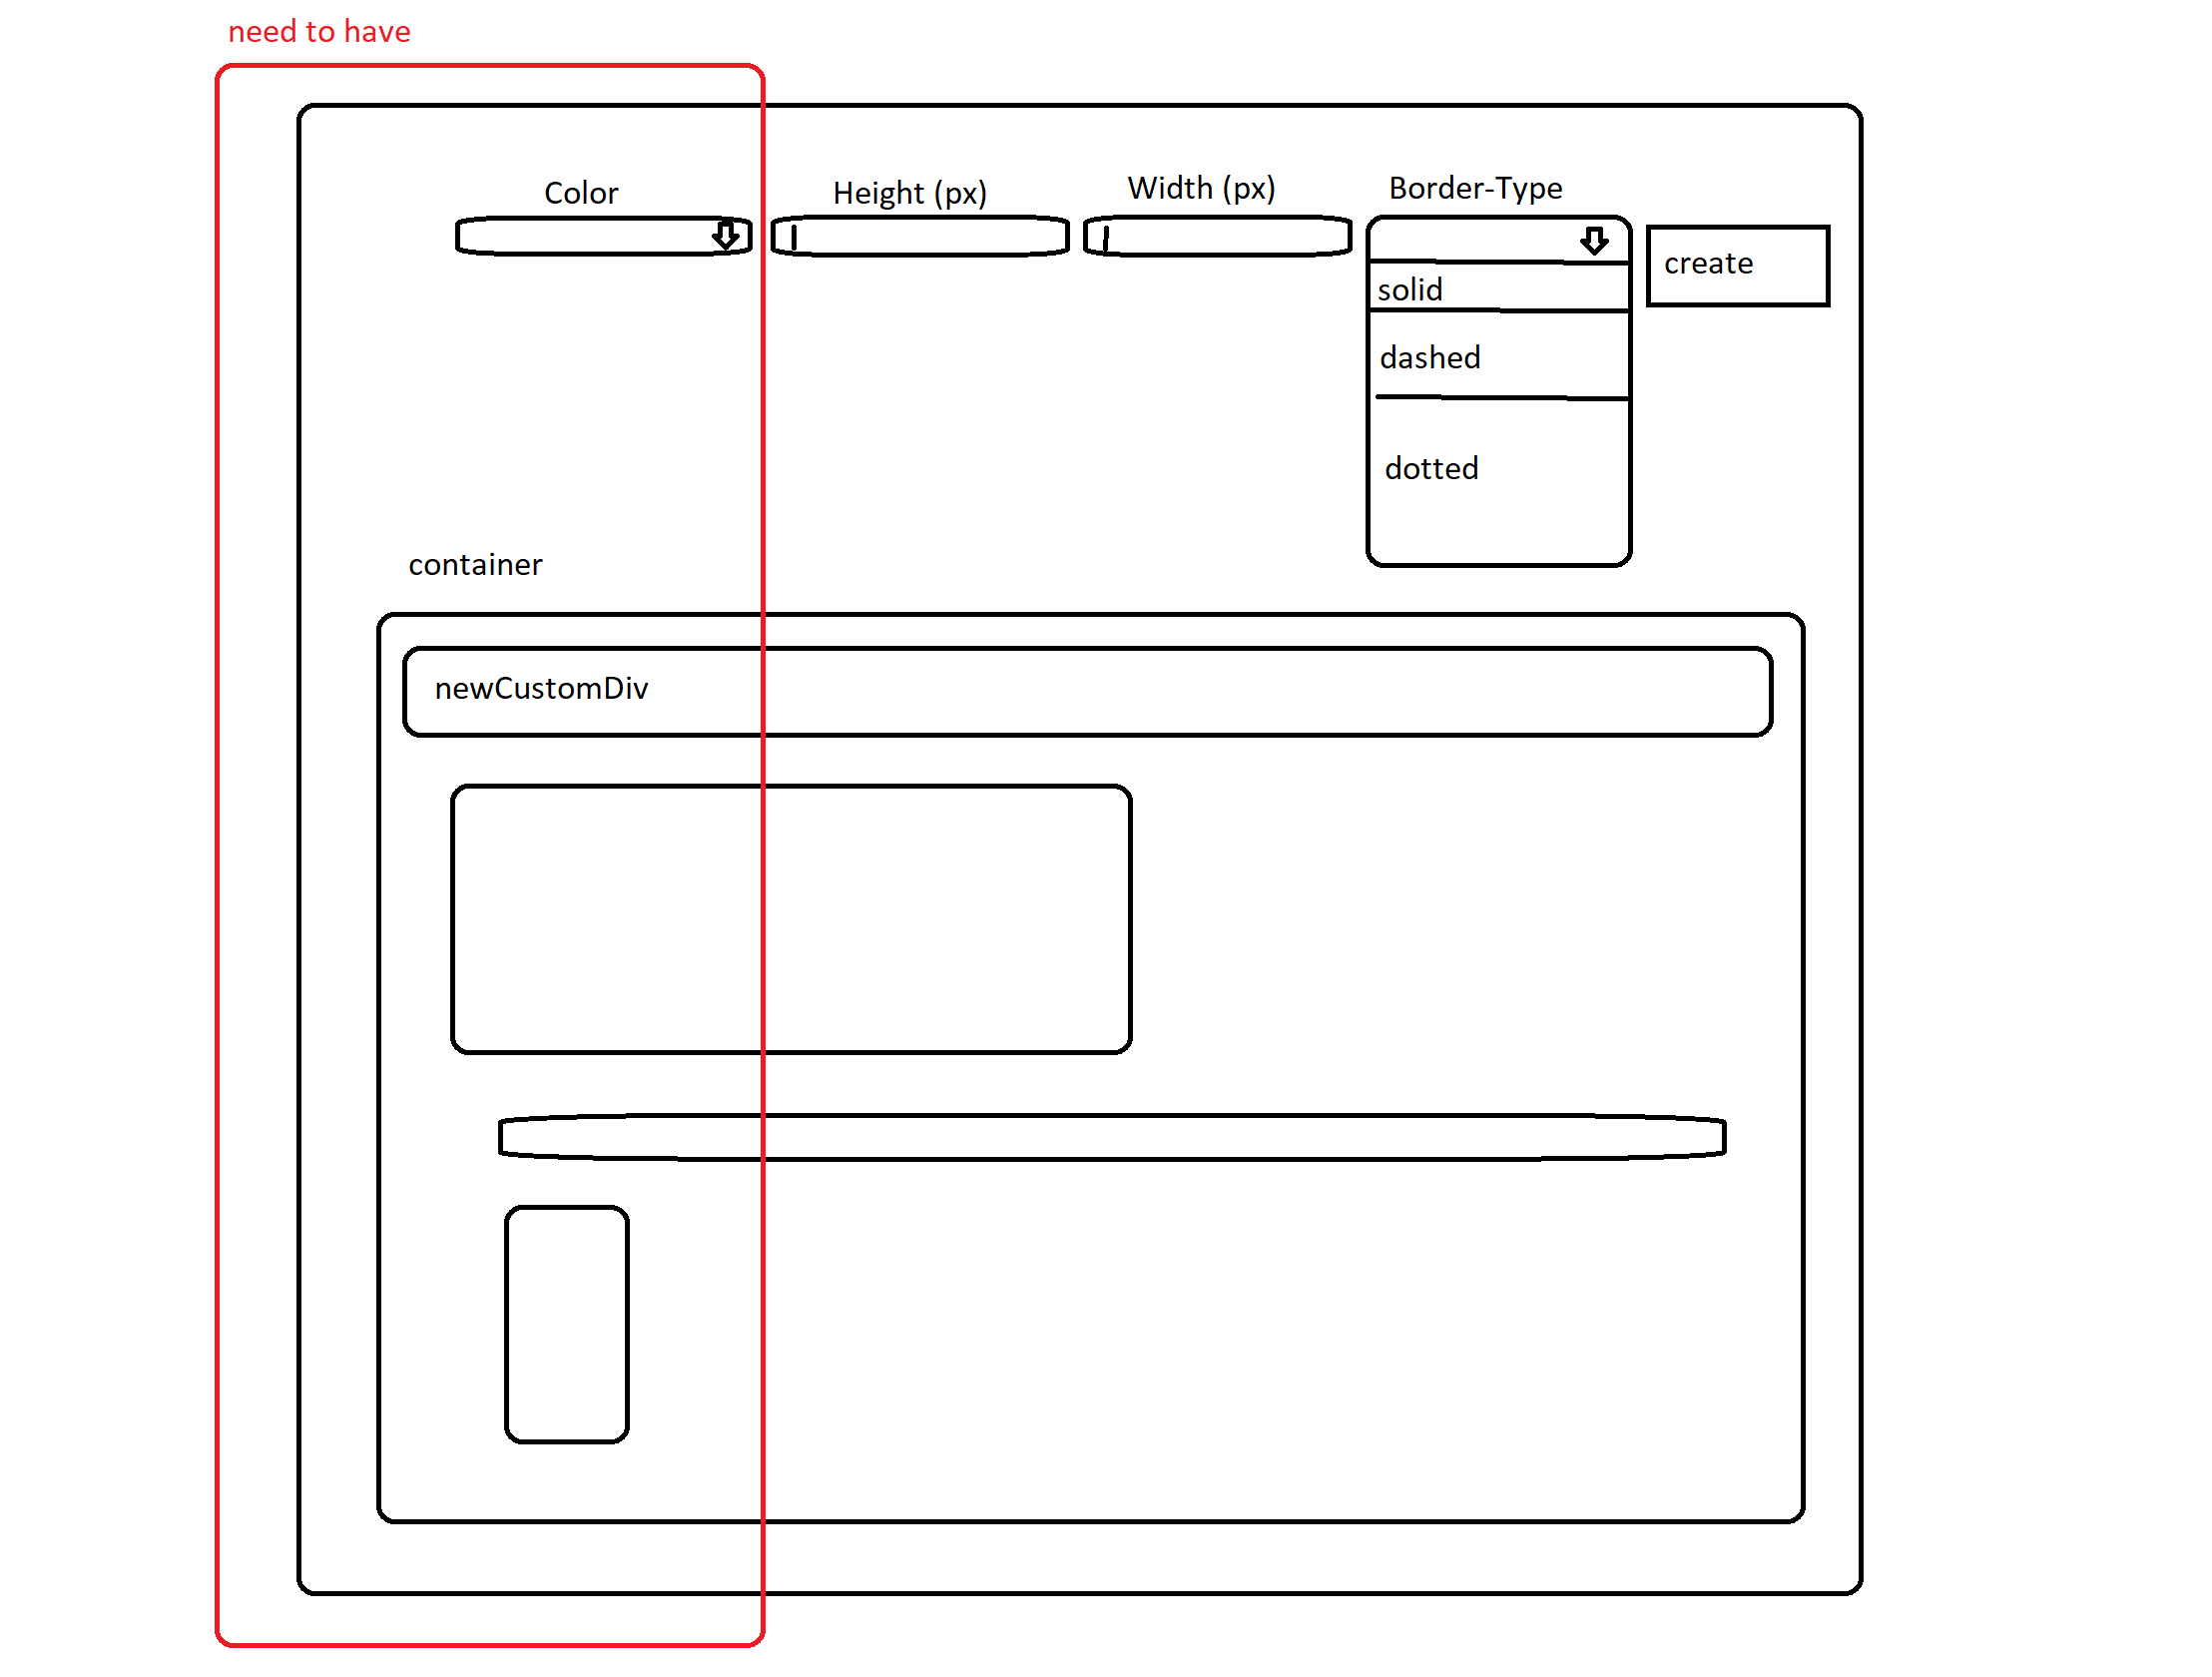 need to have
Color
Height (px)
Width (px)
Border-Type
create
solid
dashed
dotted
container
newCustomDiv